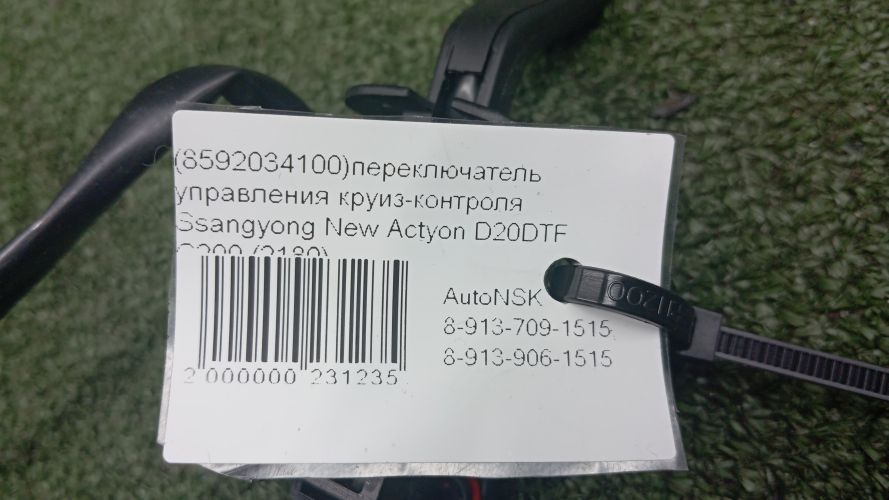 (8592034100)переключатель
управления круиз-контроля
Ssangyong New Actyon D20DTF
AutoNSK
8-913-709-1515
8-913-906-1515
2 000000 231235